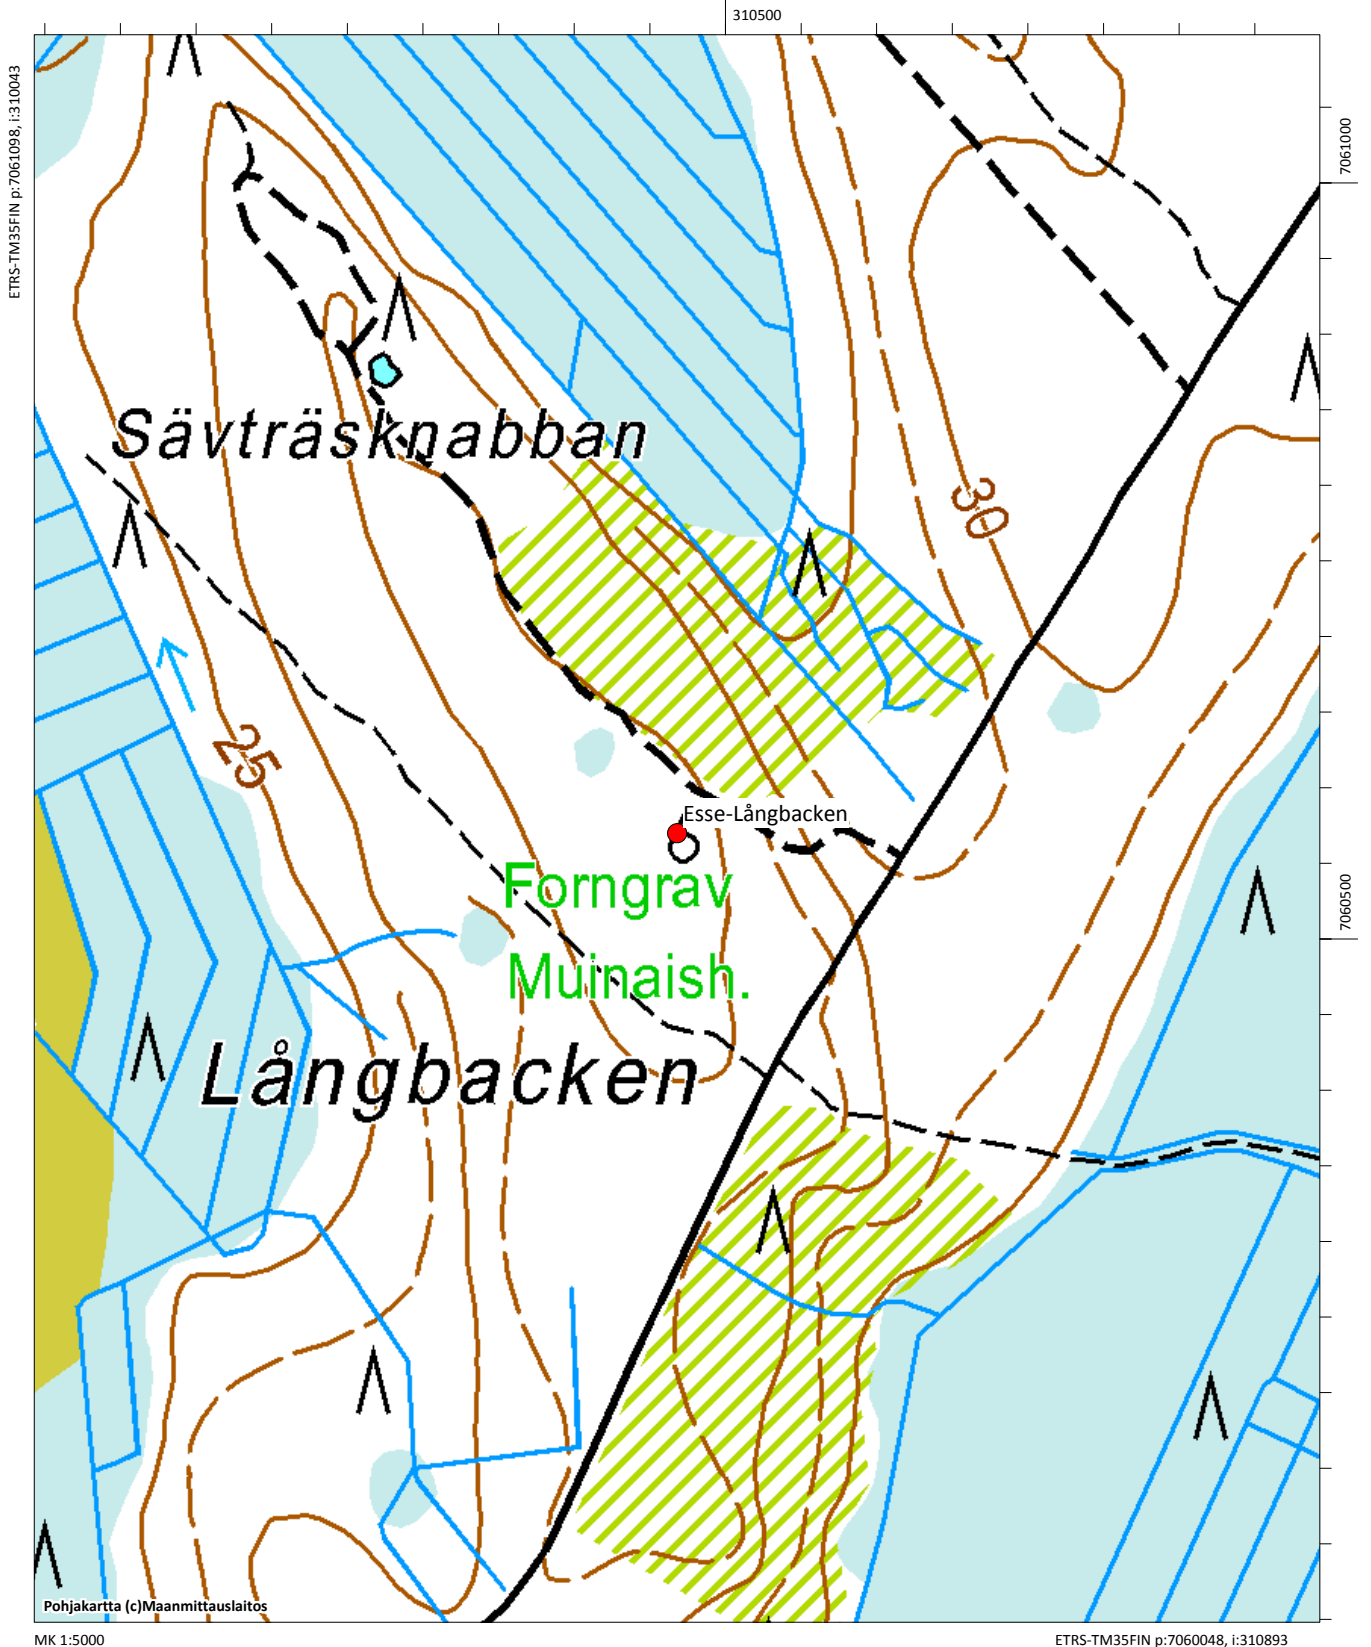 310500
ETRS-TM35FIN p:7061098, i:310043
7061000
Sävträsknabban
30
25
Esse-Långbacken
Forngrav
7060500
Muinaish.
Långbacken
Pohjakartta (c)Maanmittauslaitos
MK 1:5000
ETRS-TM35FIN p:7060048, i:310893